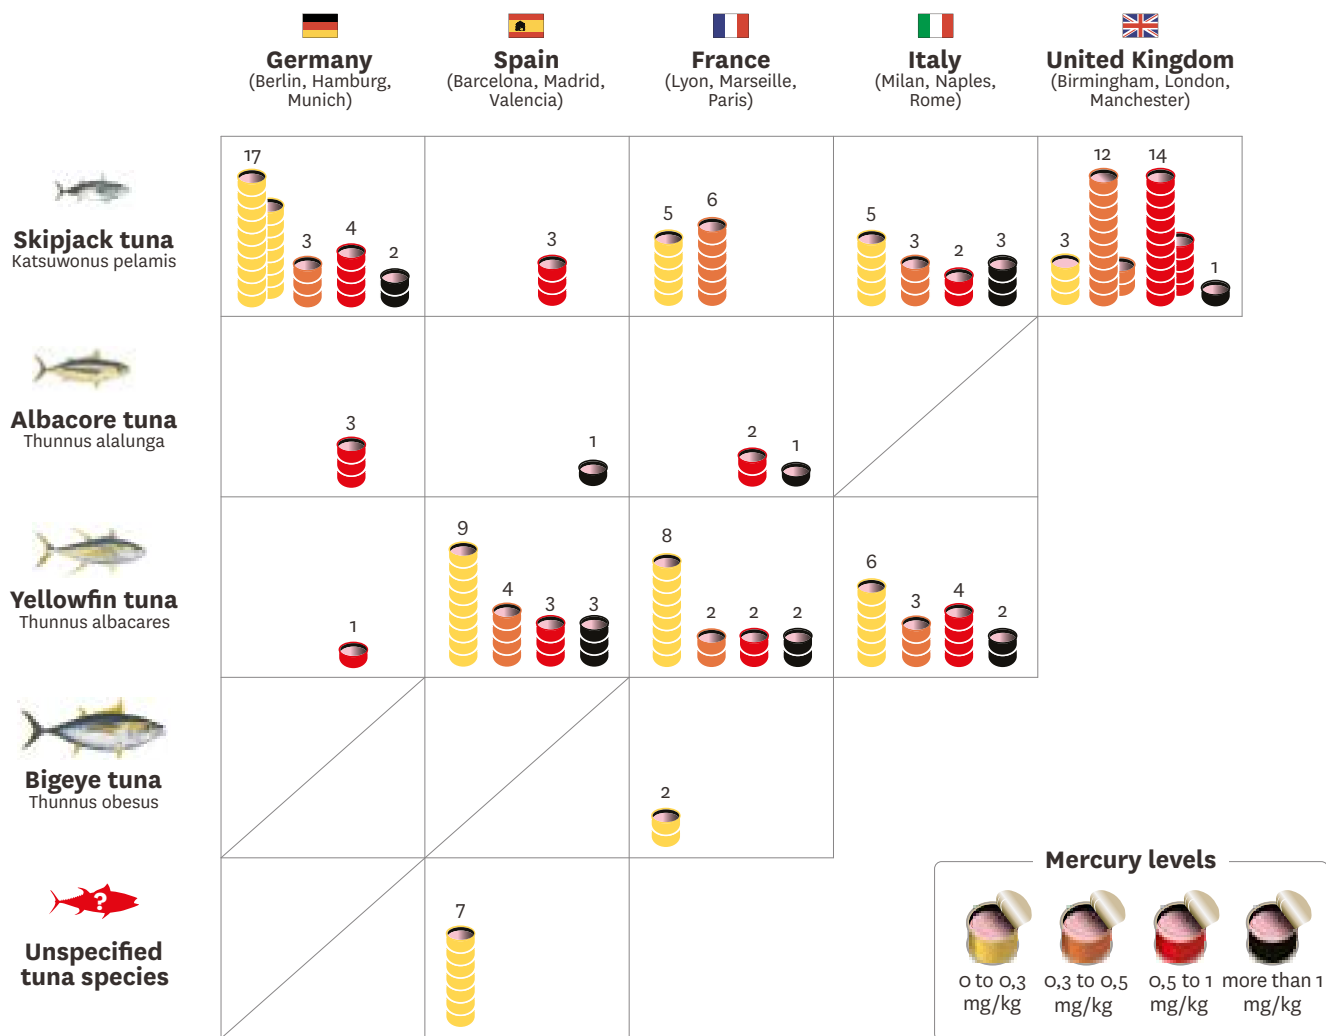 Germany
(Berlin, Hamburg,
Munich)
Spain
(Barcelona, Madrid,
Valencia)
France
(Lyon, Marseille,
Paris)
Italy
(Milan, Naples,
Rome)
United Kingdom
(Birmingham, London,
Manchester)
Skipjack tuna
Katsuwonus pelamis
17
3
4
2
3
5
6
5
3
2
3
3
12
14
1
Albacore tuna
Thunnus alalunga
3
1
2
1
Yellowfin tuna
Thunnus albacares
1
9
4
3
3
8
2
2
2
6
3
4
2
Bigeye tuna
Thunnus obesus
2
?
Unspecified
tuna species
7
Mercury levels
0 to 0,3
mg/kg
0,3 to 0,5
mg/kg
0,5 to 1
mg/kg
more than 1
mg/kg